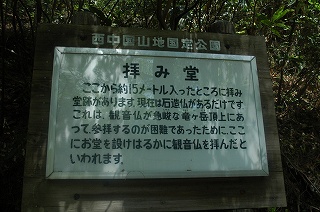 西中国山地国定公園
拝み堂
ここから約15メートル入ったところに拝み
堂跡があります。現在は石造仏があるだけです
これは、観音仏が急峻な竜ヶ岳頂上にあ
って、参拝するのが困難であったために、ここ
にお堂を設けはるかに観音仏を拝んだと
いわれます。